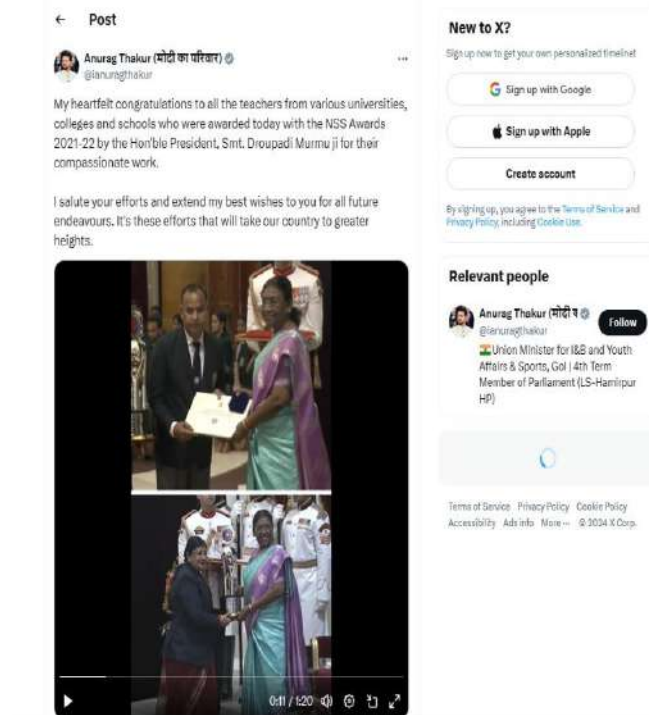 Post
Anurag Thakur (मोदी का परिवार)
@ianuragthakur
My heartfelt congratulations to all the teachers from various universities,
colleges and schools who were awarded today with the NSS Awards
2021-22 by the Hon'ble President, Smt. Droupadi Murmu ji for their
compassionate work.
I salute your efforts and extend my best wishes to you for all future
endeavours. It's these efforts that will take our country to greater
heights.
0:11 / 1:20
New to X?
Sign up now to get your own personalized timeline!
Sign up with Google
Sign up with Apple
Create account
By signing up, you agree to the Terms of Service and
Privacy Policy, including Cookie Use.
Relevant people
Anurag Thakur (मोदी
@ianuragthakur
Follow
Union Minister for I&B and Youth
Affairs & Sports, GoI | 4th Term
Member of Parliament (LS-Hamirpur
HP)
Terms of Service Privacy Policy Cookie Policy
Accessibility Ads info More ··· © 2024 X Corp.